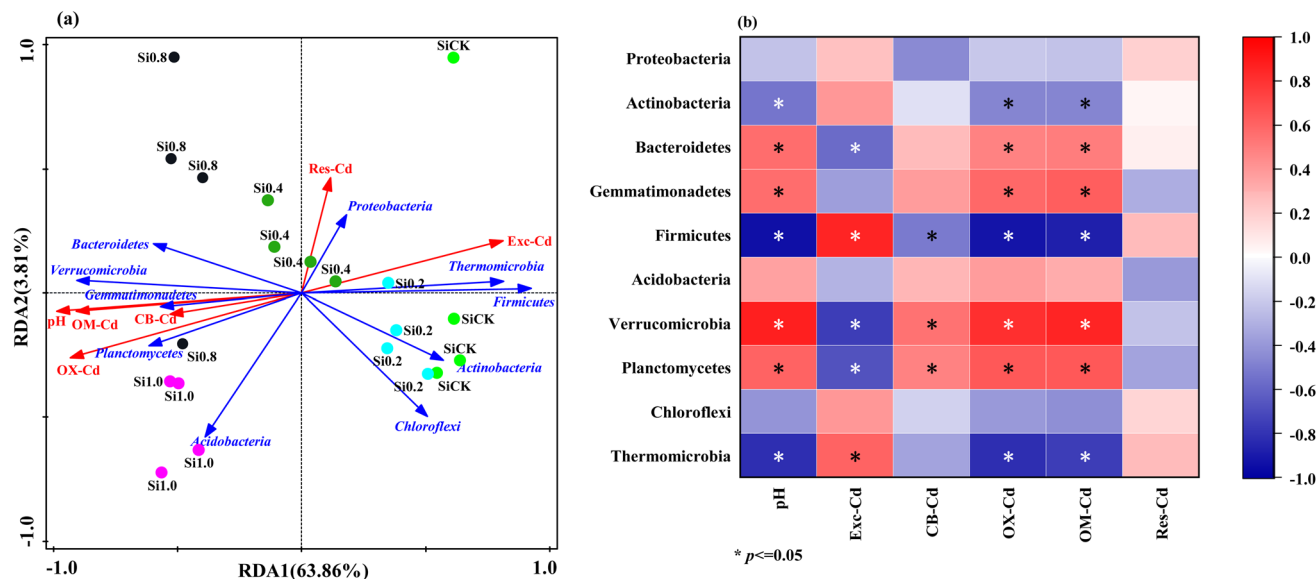 (a)
1.0
-1.0
RDA2(3.81%)
-1.0
RDA1(63.86%)
1.0
SiCK
Si0.8
Si0.8
Si0.8
Res-Cd
Si0.4
Proteobacteria
Si0.4
Bacteroidetes
Exc-Cd
Si0.4
Si0.4
Thermomicrobia
Verrucomicrobia
Si0.2
Gemmatimonadetes
Firmicutes
pH
OM-Cd
CB-Cd
SiCK
Si0.2
Planctomycetes
Si0.8
SiCK
Si0.2
OX-Cd
Actinobacteria
Si1.0
Si1.0
Si0.2
SiCK
Chloroflexi
Acidobacteria
Si1.0
Si1.0
(b)
Proteobacteria
Actinobacteria
* * *
Bacteroidetes
* * * *
Gemmatimonadetes
* * *
Firmicutes
* * * * *
Acidobacteria
Verrucomicrobia
* * * * *
Planctomycetes
* * * * *
Chloroflexi
Thermomicrobia
* * * *
pH
Exc-Cd
CB-Cd
OX-Cd
OM-Cd
Res-Cd
* p<=0.05
1.0
0.8
0.6
0.4
0.2
0.0
-0.2
-0.4
-0.6
-0.8
-1.0